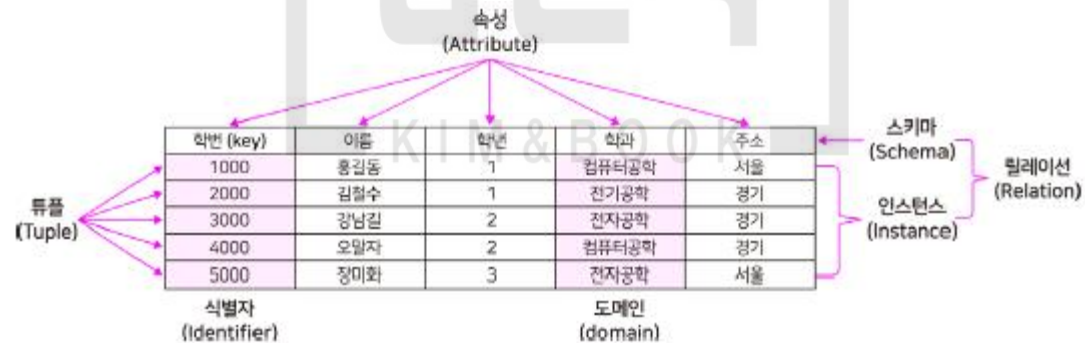 속성
(Attribute)
KIM&BOOK
학번 (key) 이름 학년 학과 주소
1000 홍길동 1 컴퓨터공학 서울
2000 김철수 1 전기공학 경기
3000 강남길 2 전자공학 경기
4000 오말자 2 컴퓨터공학 경기
5000 장미화 3 전자공학 서울
튜플
(Tuple)
스키마
(Schema)
인스턴스
(Instance)
릴레이션
(Relation)
식별자
(Identifier)
도메인
(domain)